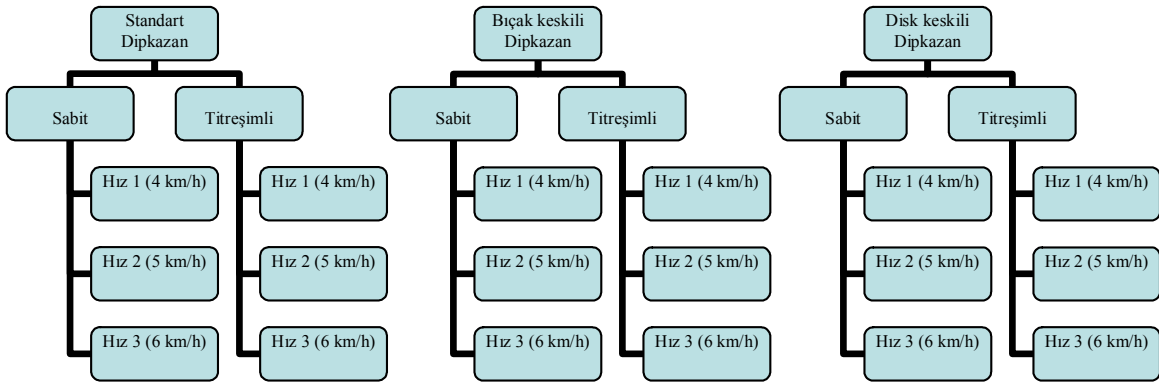 Standart
Dipkazan
Bıçak keskili
Dipkazan
Disk keskili
Dipkazan
Sabit
Titreşimli
Sabit
Titreşimli
Sabit
Titreşimli
Hız 1 (4 km/h)
Hız 1 (4 km/h)
Hız 1 (4 km/h)
Hız 1 (4 km/h)
Hız 1 (4 km/h)
Hız 1 (4 km/h)
Hız 2 (5 km/h)
Hız 2 (5 km/h)
Hız 2 (5 km/h)
Hız 2 (5 km/h)
Hız 2 (5 km/h)
Hız 2 (5 km/h)
Hız 3 (6 km/h)
Hız 3 (6 km/h)
Hız 3 (6 km/h)
Hız 3 (6 km/h)
Hız 3 (6 km/h)
Hız 3 (6 km/h)